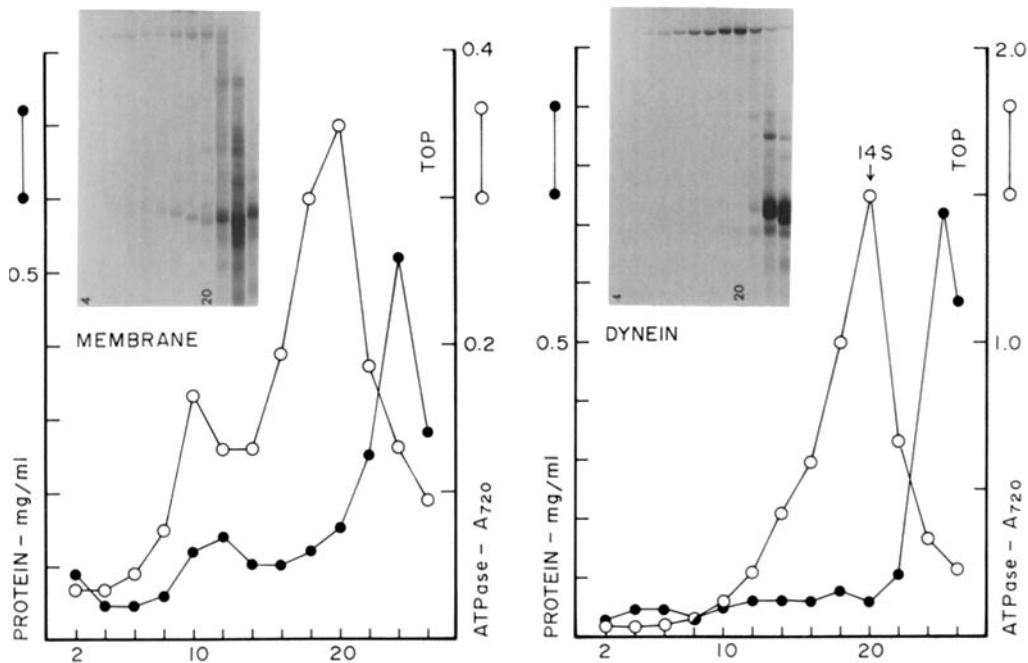 0.4
TOP
0.5
4
20
MEMBRANE
0.2
PROTEIN - mg/ml
ATPase - A720
2
10
20
2.0
TOP
14S
4
20
DYNEIN
0.5
1.0
PROTEIN - mg/ml
ATPase - A720
2
10
20